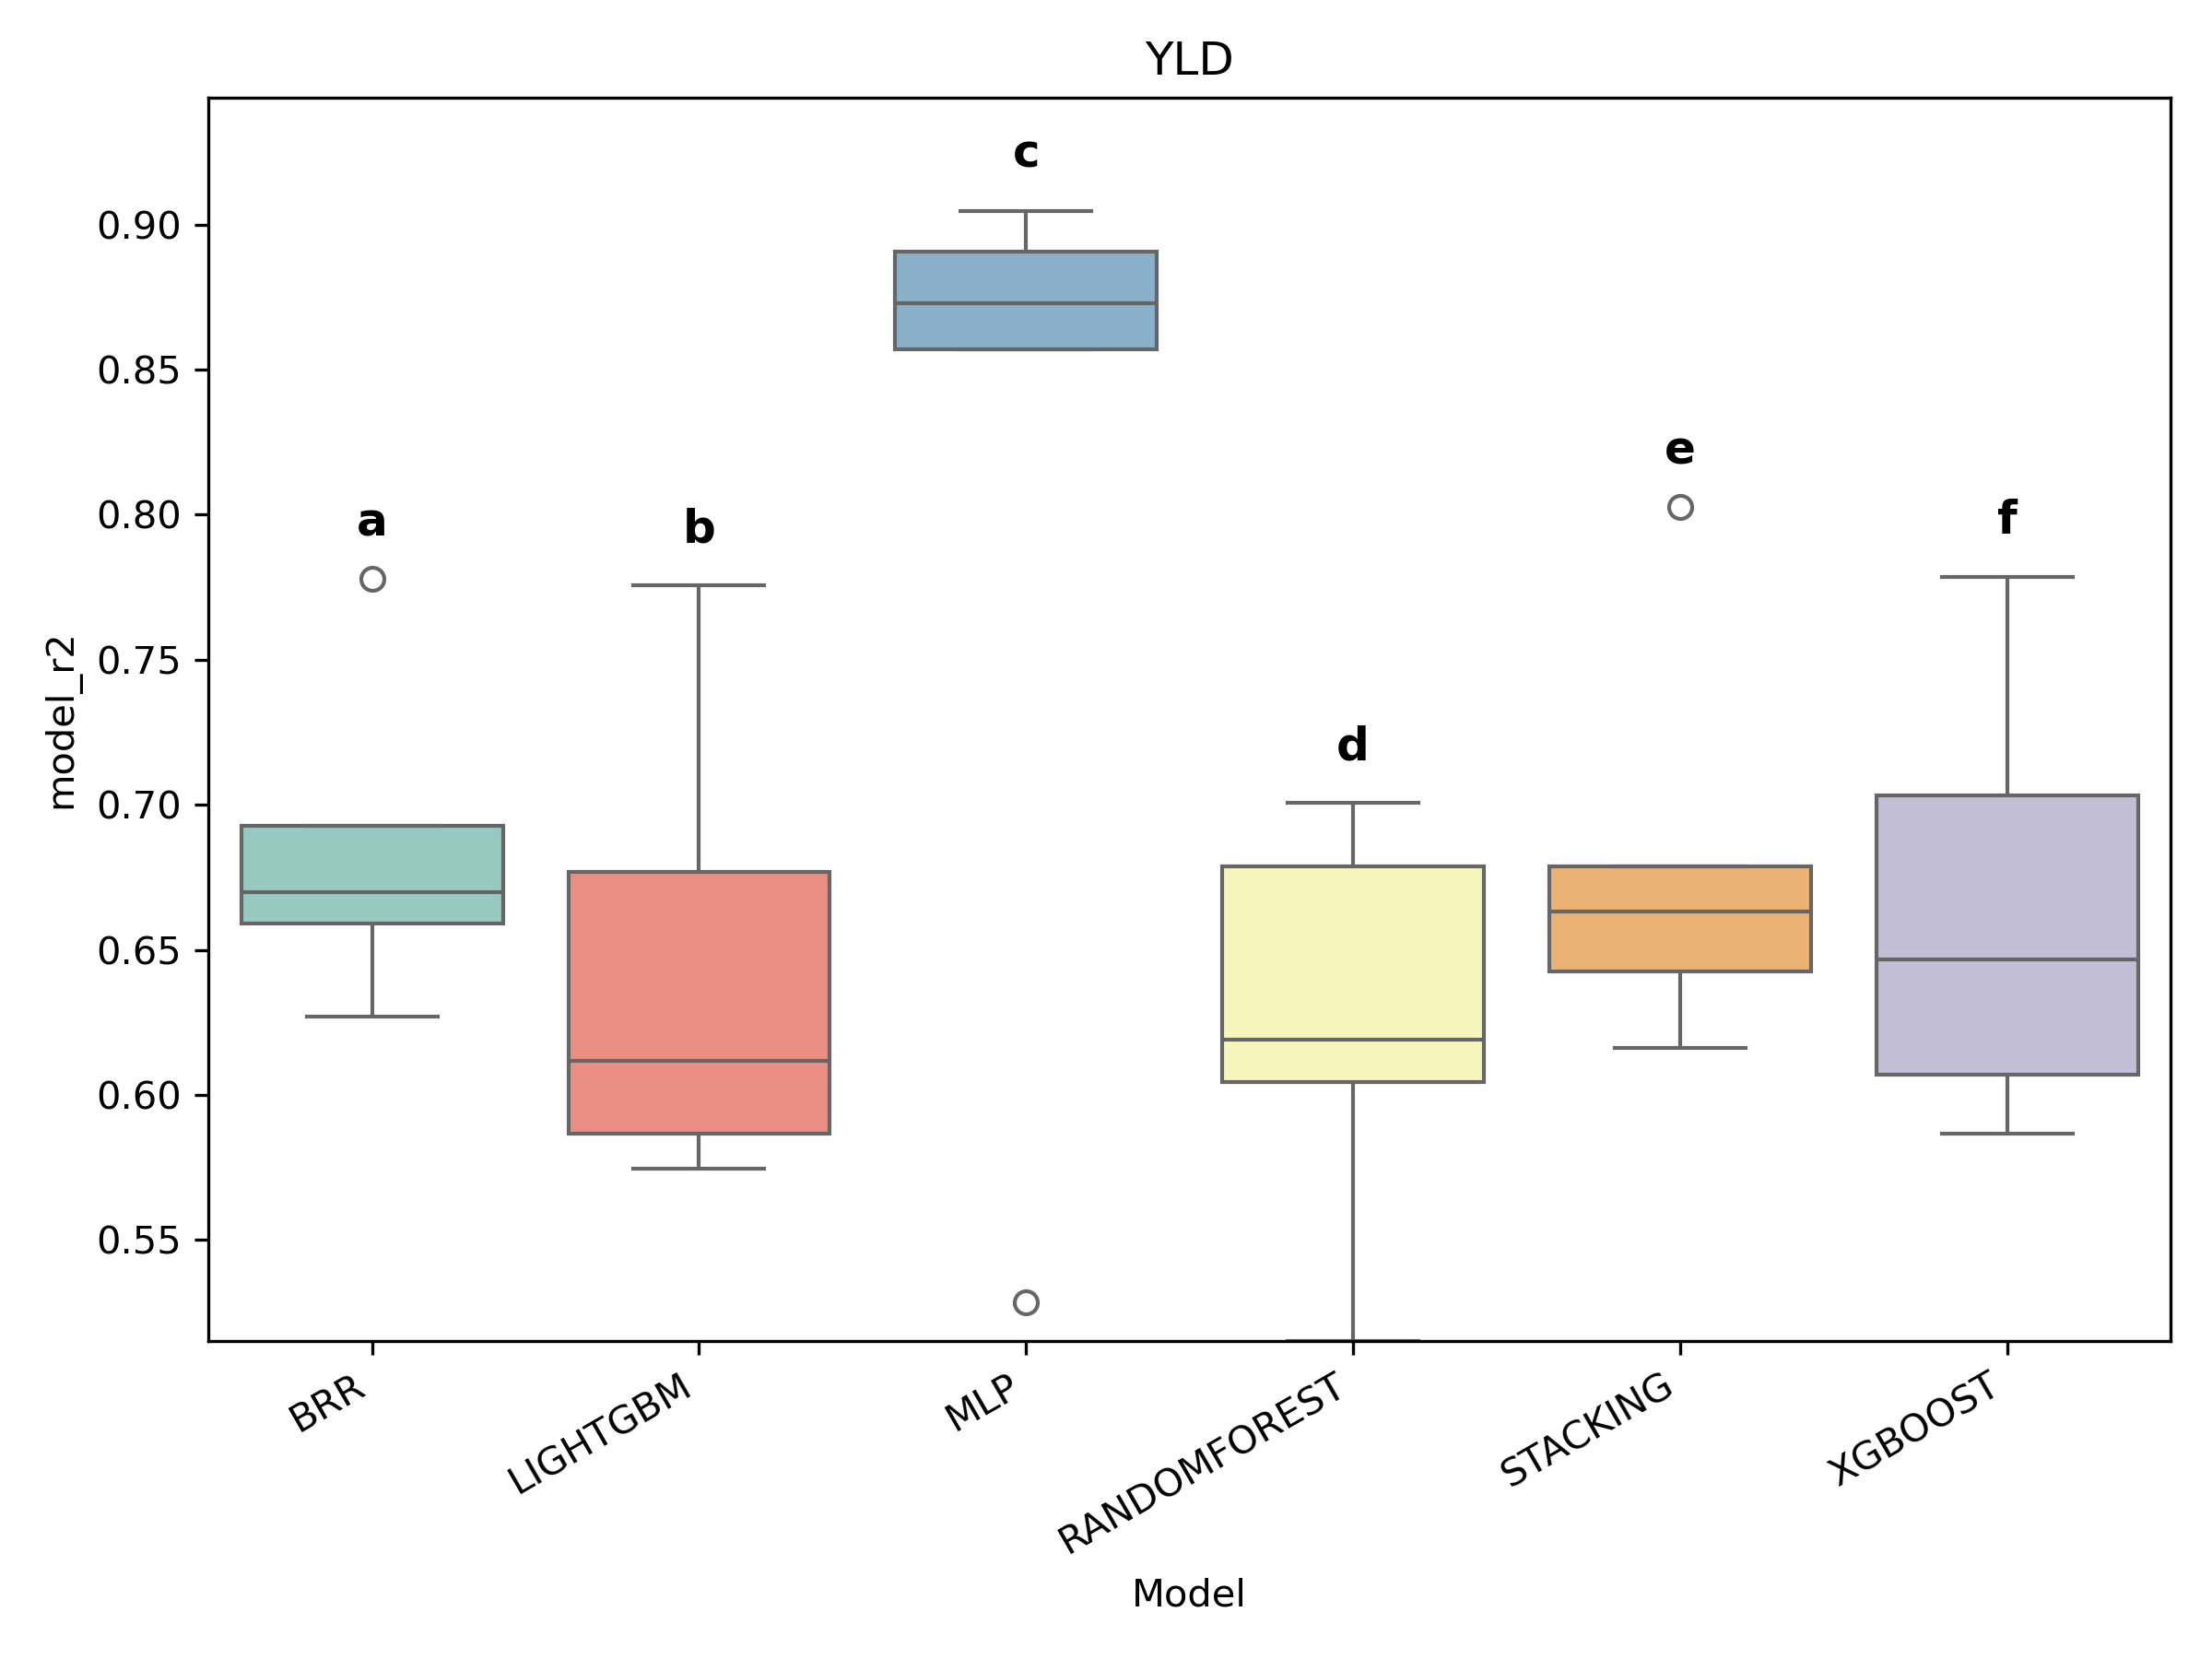 YLD
model_r2
0.90
0.85
0.80
0.75
0.70
0.65
0.60
0.55
a
b
c
d
e
f
BRR
LIGHTGBM
MLP
RANDOMFOREST
STACKING
XGBOOST
Model